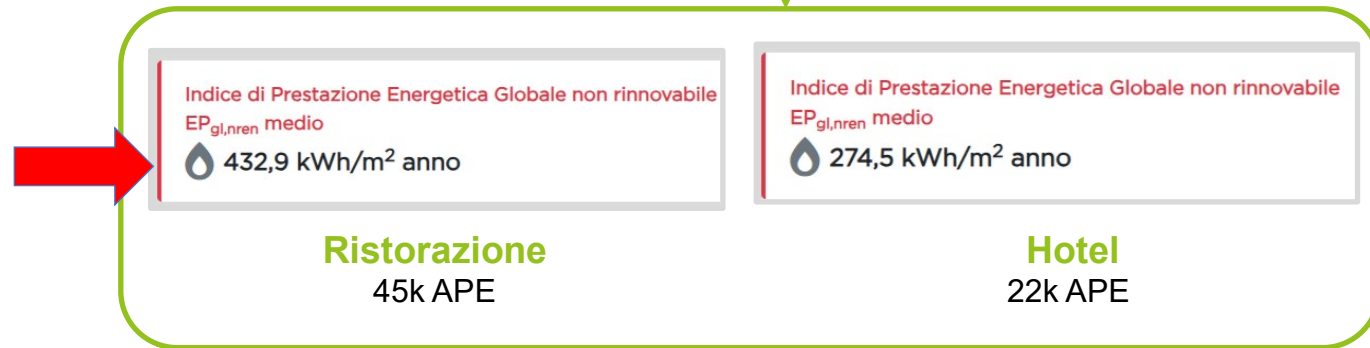 Indice di Prestazione Energetica Globale non rinnovabile
EPgl,nren medio
432,9 kWh/m² anno
Ristorazione
45k APE
Indice di Prestazione Energetica Globale non rinnovabile
EPgl,nren medio
274,5 kWh/m² anno
Hotel
22k APE